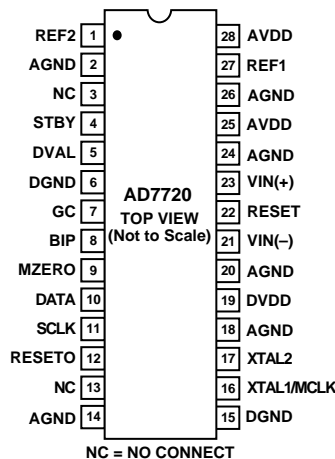 REF2 1 28 AVDD
AGND 2 27 REF1
NC 3 26 AGND
STBY 4 25 AVDD
DVAL 5 24 AGND
DGND 6 23 VIN(+)
AD7720
GC 7 22 RESET
TOP VIEW
(Not to Scale)
BIP 8 21 VIN(–)
MZERO 9 20 AGND
DATA 10 19 DVDD
SCLK 11 18 AGND
RESETO 12 17 XTAL2
NC 13 16 XTAL1/MCLK
AGND 14 15 DGND
NC = NO CONNECT